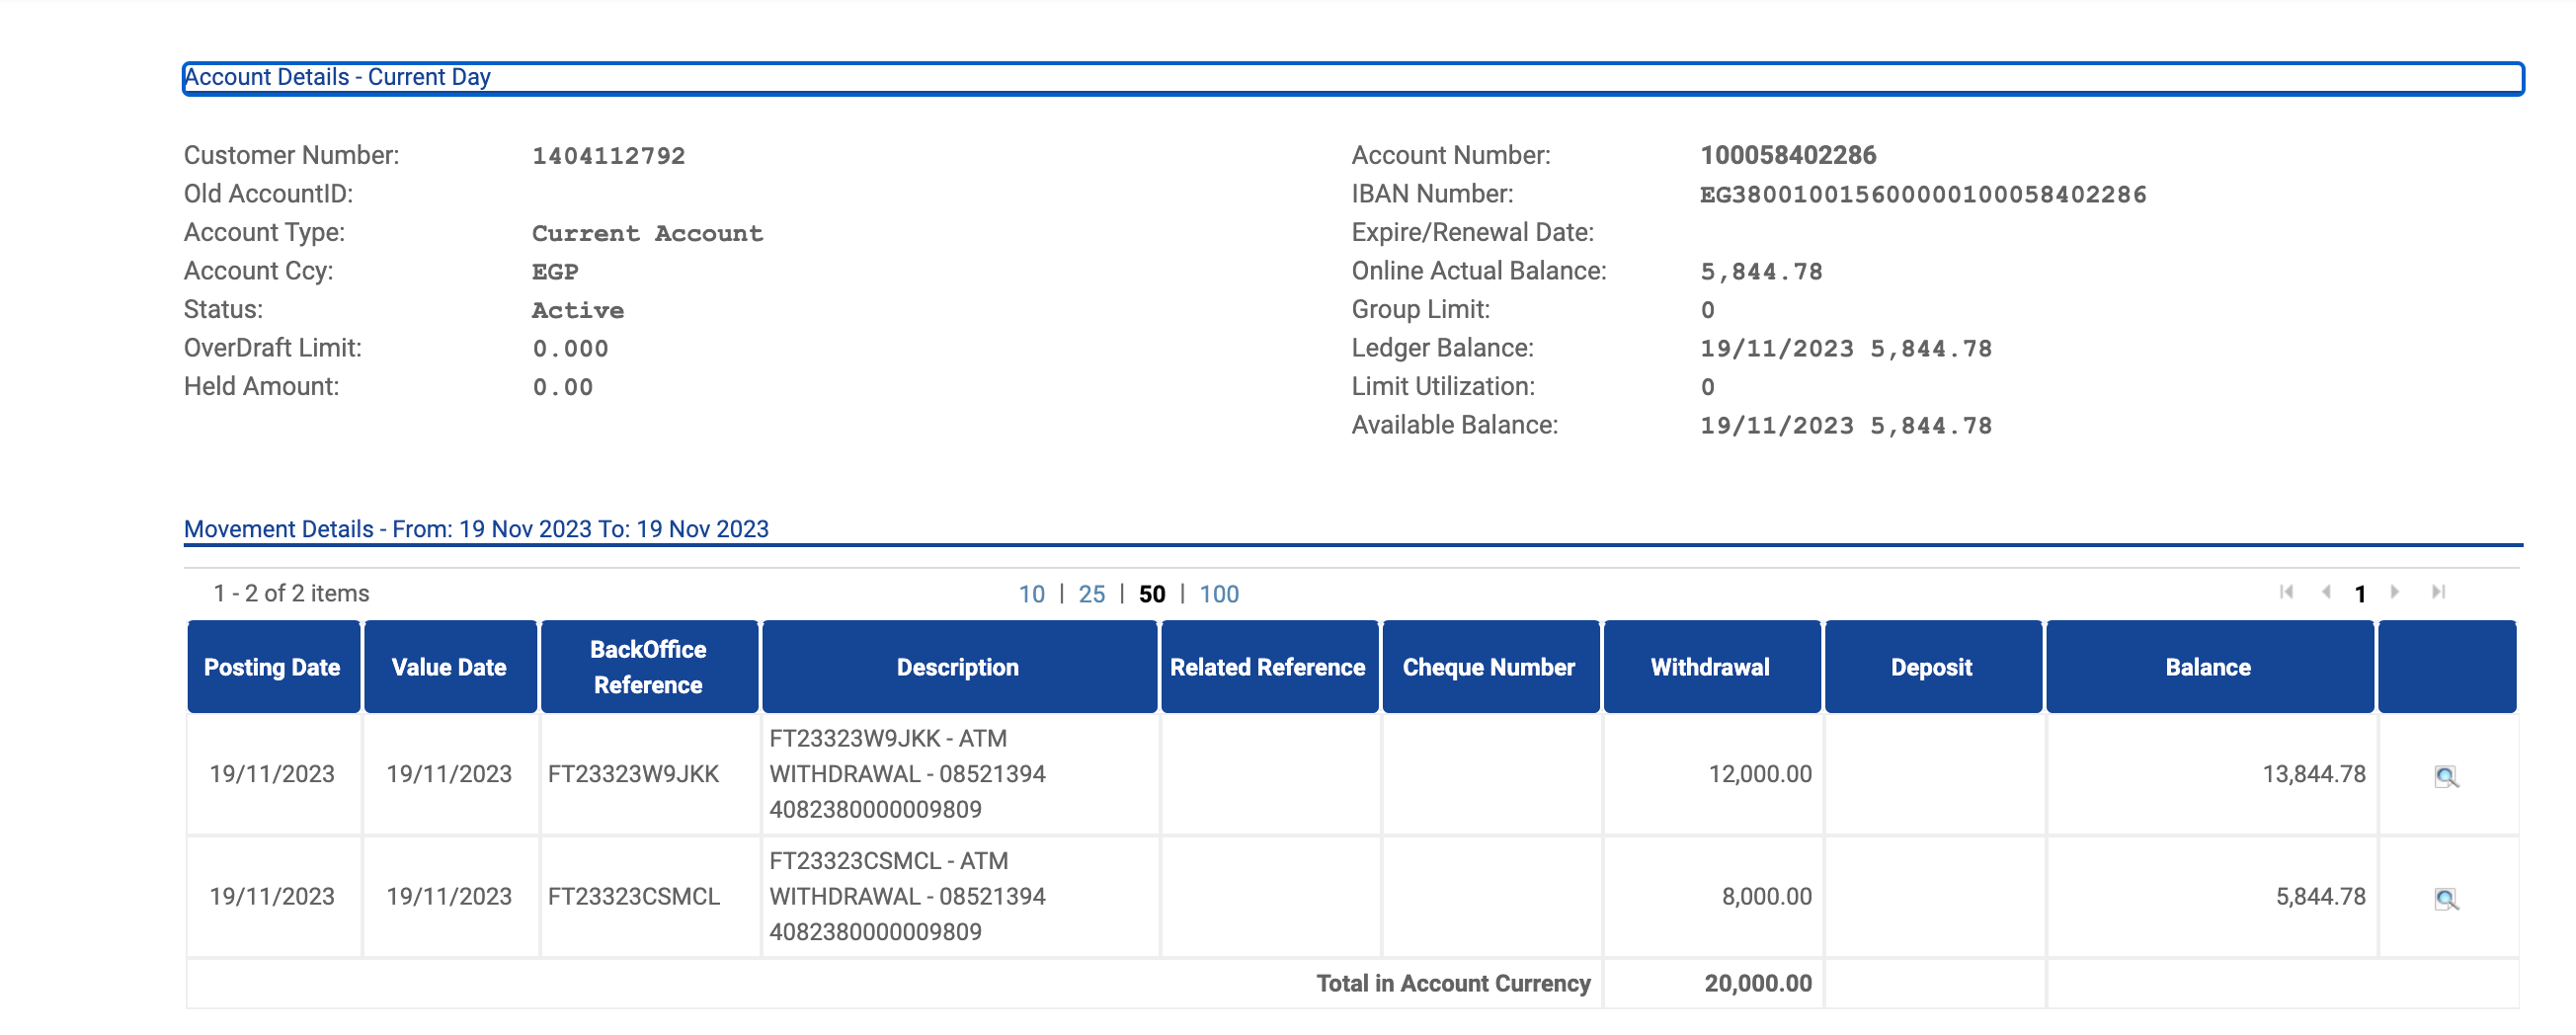 Account Details - Current Day
Customer Number: 1404112792
Old AccountID:
Account Type: Current Account
Account Ccy: EGP
Status: Active
OverDraft Limit: 0.000
Held Amount: 0.00
Account Number: 100058402286
IBAN Number: EG380010015600000100058402286
Expire/Renewal Date:
Online Actual Balance: 5,844.78
Group Limit: 0
Ledger Balance: 19/11/2023 5,844.78
Limit Utilization: 0
Available Balance: 19/11/2023 5,844.78
Movement Details - From: 19 Nov 2023 To: 19 Nov 2023
1 - 2 of 2 items 10 | 25 | 50 | 100 1
Posting Date Value Date BackOffice Reference Description Related Reference Cheque Number Withdrawal Deposit Balance
FT23323W9JKK - ATM
19/11/2023 19/11/2023 FT23323W9JKK WITHDRAWAL - 08521394 12,000.00 13,844.78
4082380000009809
FT23323CSMCL - ATM
19/11/2023 19/11/2023 FT23323CSMCL WITHDRAWAL - 08521394 8,000.00 5,844.78
4082380000009809
Total in Account Currency 20,000.00